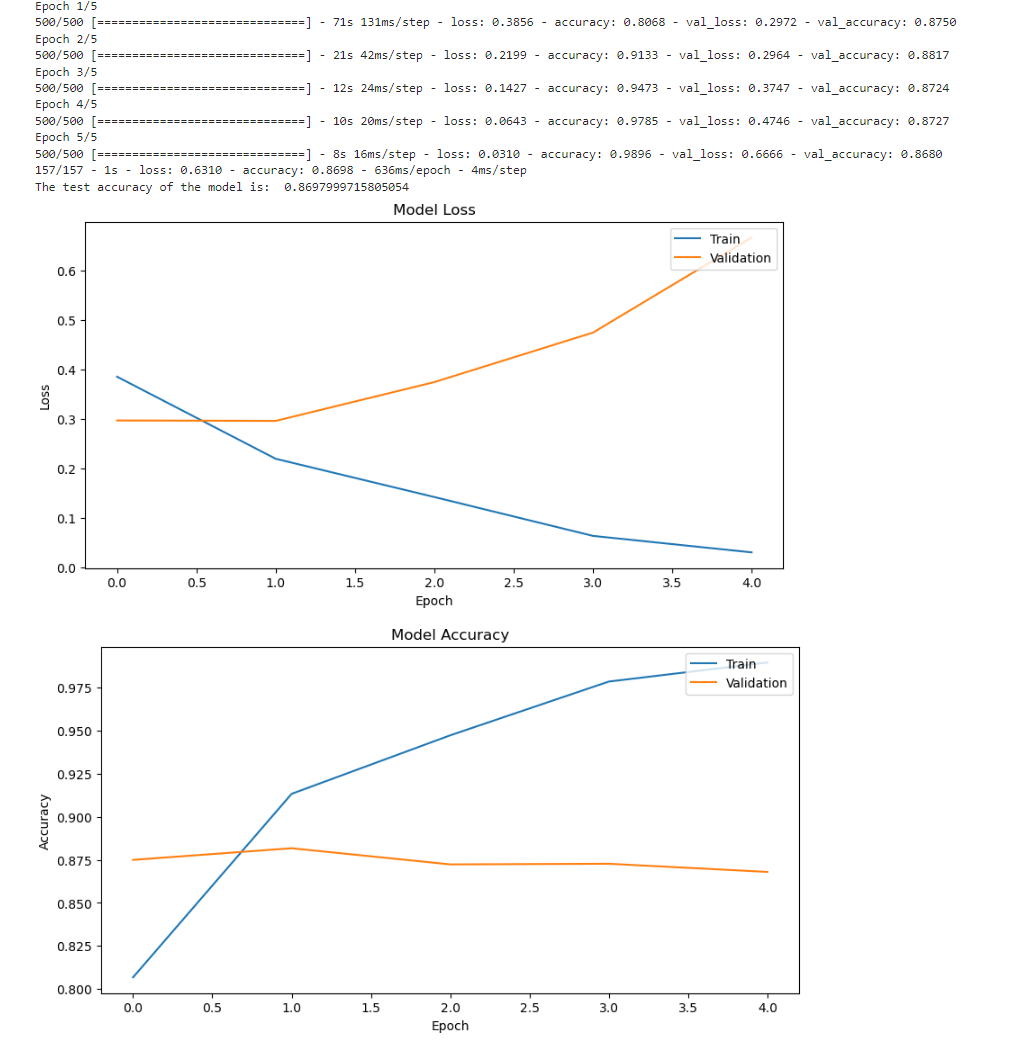 Epoch 1/5
500/500 [==============================] - 71s 131ms/step - loss: 0.3856 - accuracy: 0.8068 - val_loss: 0.2972 - val_accuracy: 0.8750
Epoch 2/5
500/500 [==============================] - 21s 42ms/step - loss: 0.2199 - accuracy: 0.9133 - val_loss: 0.2964 - val_accuracy: 0.8817
Epoch 3/5
500/500 [==============================] - 12s 24ms/step - loss: 0.1427 - accuracy: 0.9473 - val_loss: 0.3747 - val_accuracy: 0.8724
Epoch 4/5
500/500 [==============================] - 10s 20ms/step - loss: 0.0643 - accuracy: 0.9785 - val_loss: 0.4746 - val_accuracy: 0.8727
Epoch 5/5
500/500 [==============================] - 8s 16ms/step - loss: 0.0310 - accuracy: 0.9896 - val_loss: 0.6666 - val_accuracy: 0.8680
157/157 - 1s - loss: 0.6310 - accuracy: 0.8698 - 636ms/epoch - 4ms/step
The test accuracy of the model is:  0.8697999715805054
Model Loss
Train
Validation
0.6
0.5
0.4
0.3
0.2
0.1
0.0
Loss
0.0 0.5 1.0 1.5 2.0 2.5 3.0 3.5 4.0
Epoch
Model Accuracy
Train
Validation
0.975
0.950
0.925
0.900
0.875
0.850
0.825
0.800
Accuracy
0.0 0.5 1.0 1.5 2.0 2.5 3.0 3.5 4.0
Epoch